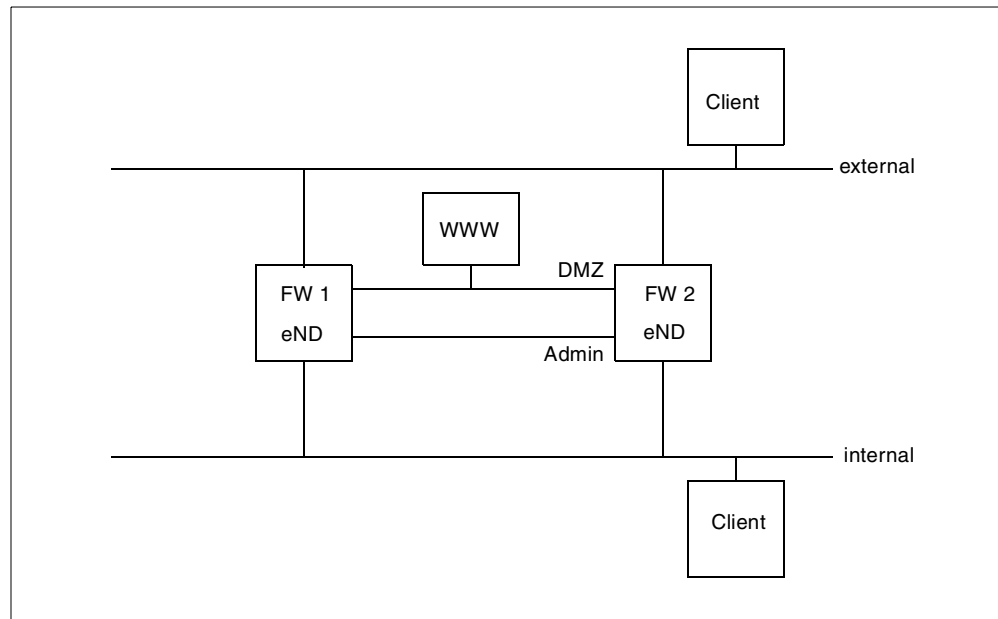 Client
external
WWW
DMZ
FW 1
eND
FW 2
eND
Admin
internal
Client